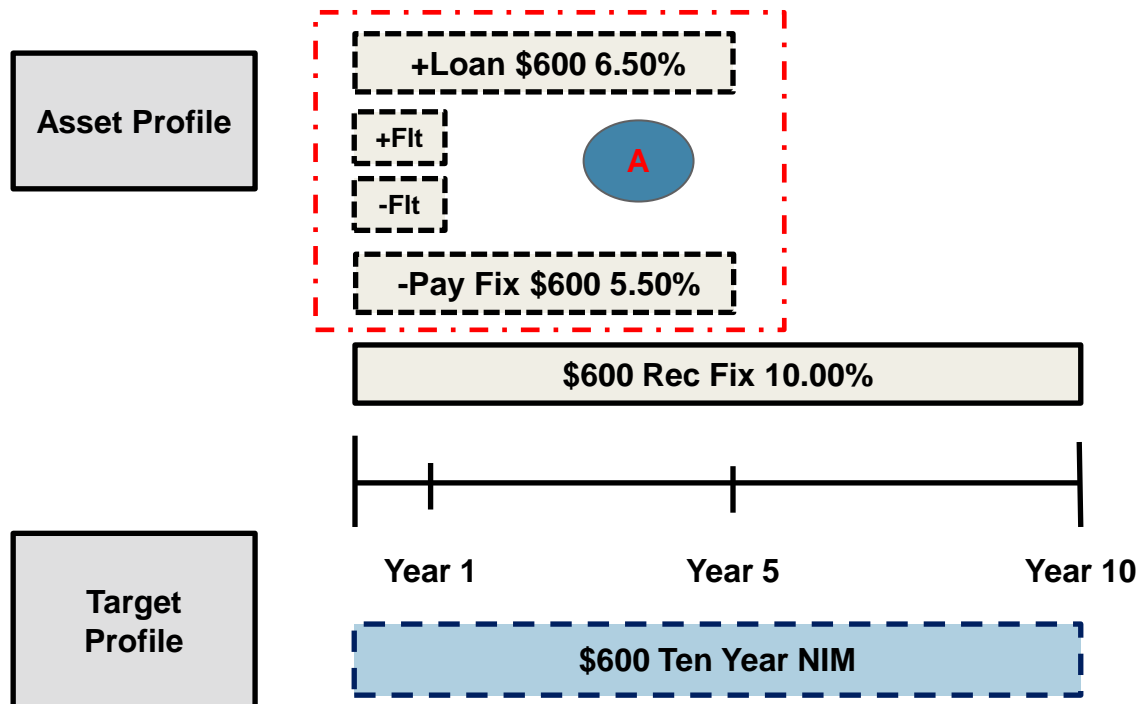 Asset Profile
+Loan $600 6.50%
+Flt
A
-Flt
-Pay Fix $600 5.50%
$600 Rec Fix 10.00%
Year 1
Year 5
Year 10
Target
Profile
$600 Ten Year NIM